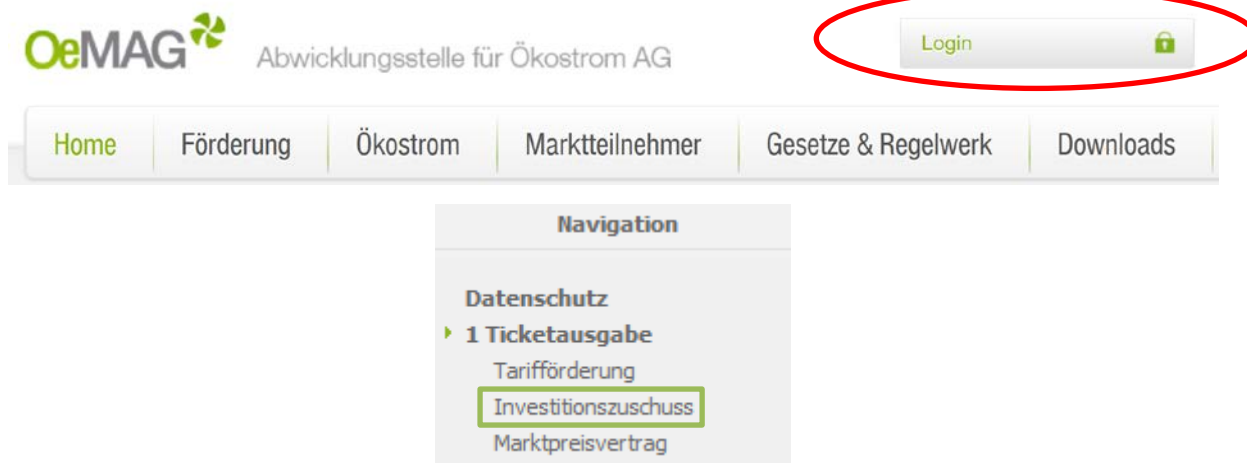 OeMAG Abwicklungsstelle für Ökostrom AG
Login
Home Förderung Ökostrom Marktteilnehmer Gesetze & Regelwerk Downloads
Navigation
Datenschutz
1 Ticketausgabe
Tarifförderung
Investitionszuschuss
Marktpreisvertrag